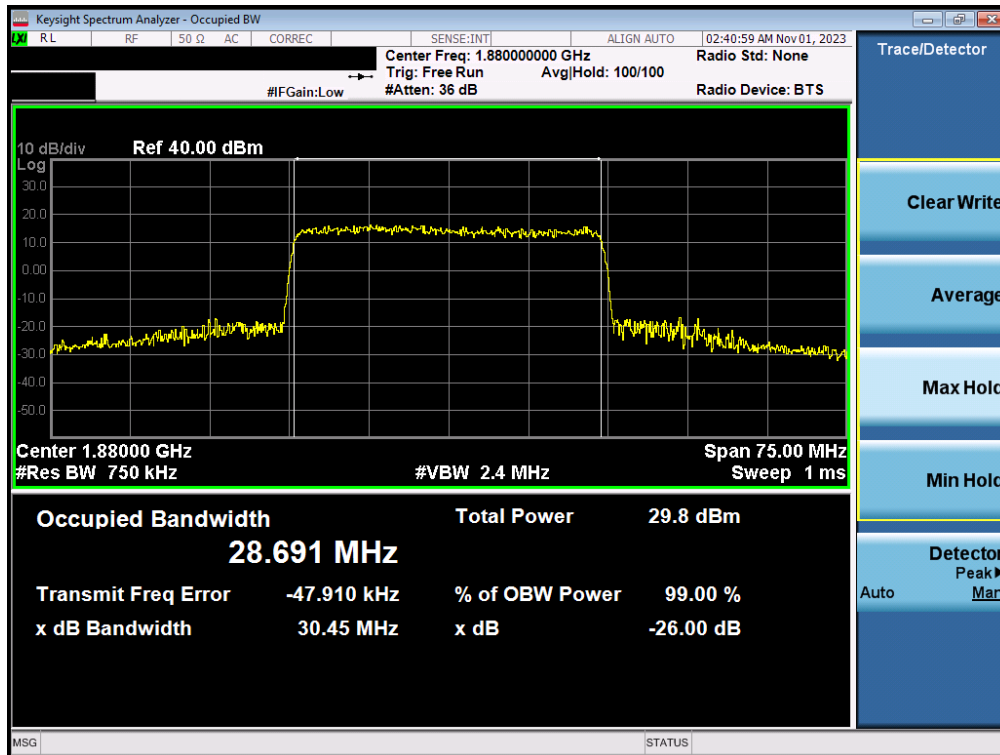 Keysight Spectrum Analyzer - Occupied BW
LXI RL RF 50 Ω AC CORREC SENSE:INT ALIGN AUTO 02:40:59 AM Nov 01, 2023
Center Freq: 1.880000000 GHz Radio Std: None
Trig: Free Run Avg|Hold: 100/100
#IFGain:Low #Atten: 36 dB Radio Device: BTS
Trace/Detector
10 dB/div Ref 40.00 dBm
Log
30.0
20.0
10.0
0.00
-10.0
-20.0
-30.0
-40.0
-50.0
Center 1.88000 GHz Span 75.00 MHz
#Res BW 750 kHz #VBW 2.4 MHz Sweep 1 ms
Occupied Bandwidth Total Power 29.8 dBm
28.691 MHz
Transmit Freq Error -47.910 kHz % of OBW Power 99.00 %
x dB Bandwidth 30.45 MHz x dB -26.00 dB
Clear Write
Average
Max Hold
Min Hold
Detector
Peak
Auto Man
MSG STATUS